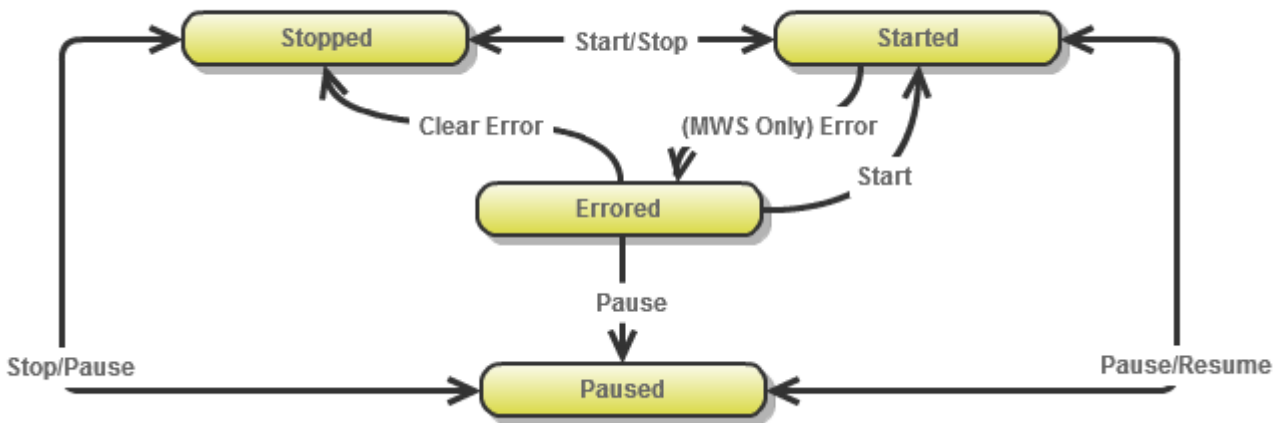 Stopped
Start/Stop
Started
Clear Error
(MWS Only) Error
Start
Errored
Pause
Stop/Pause
Pause/Resume
Paused